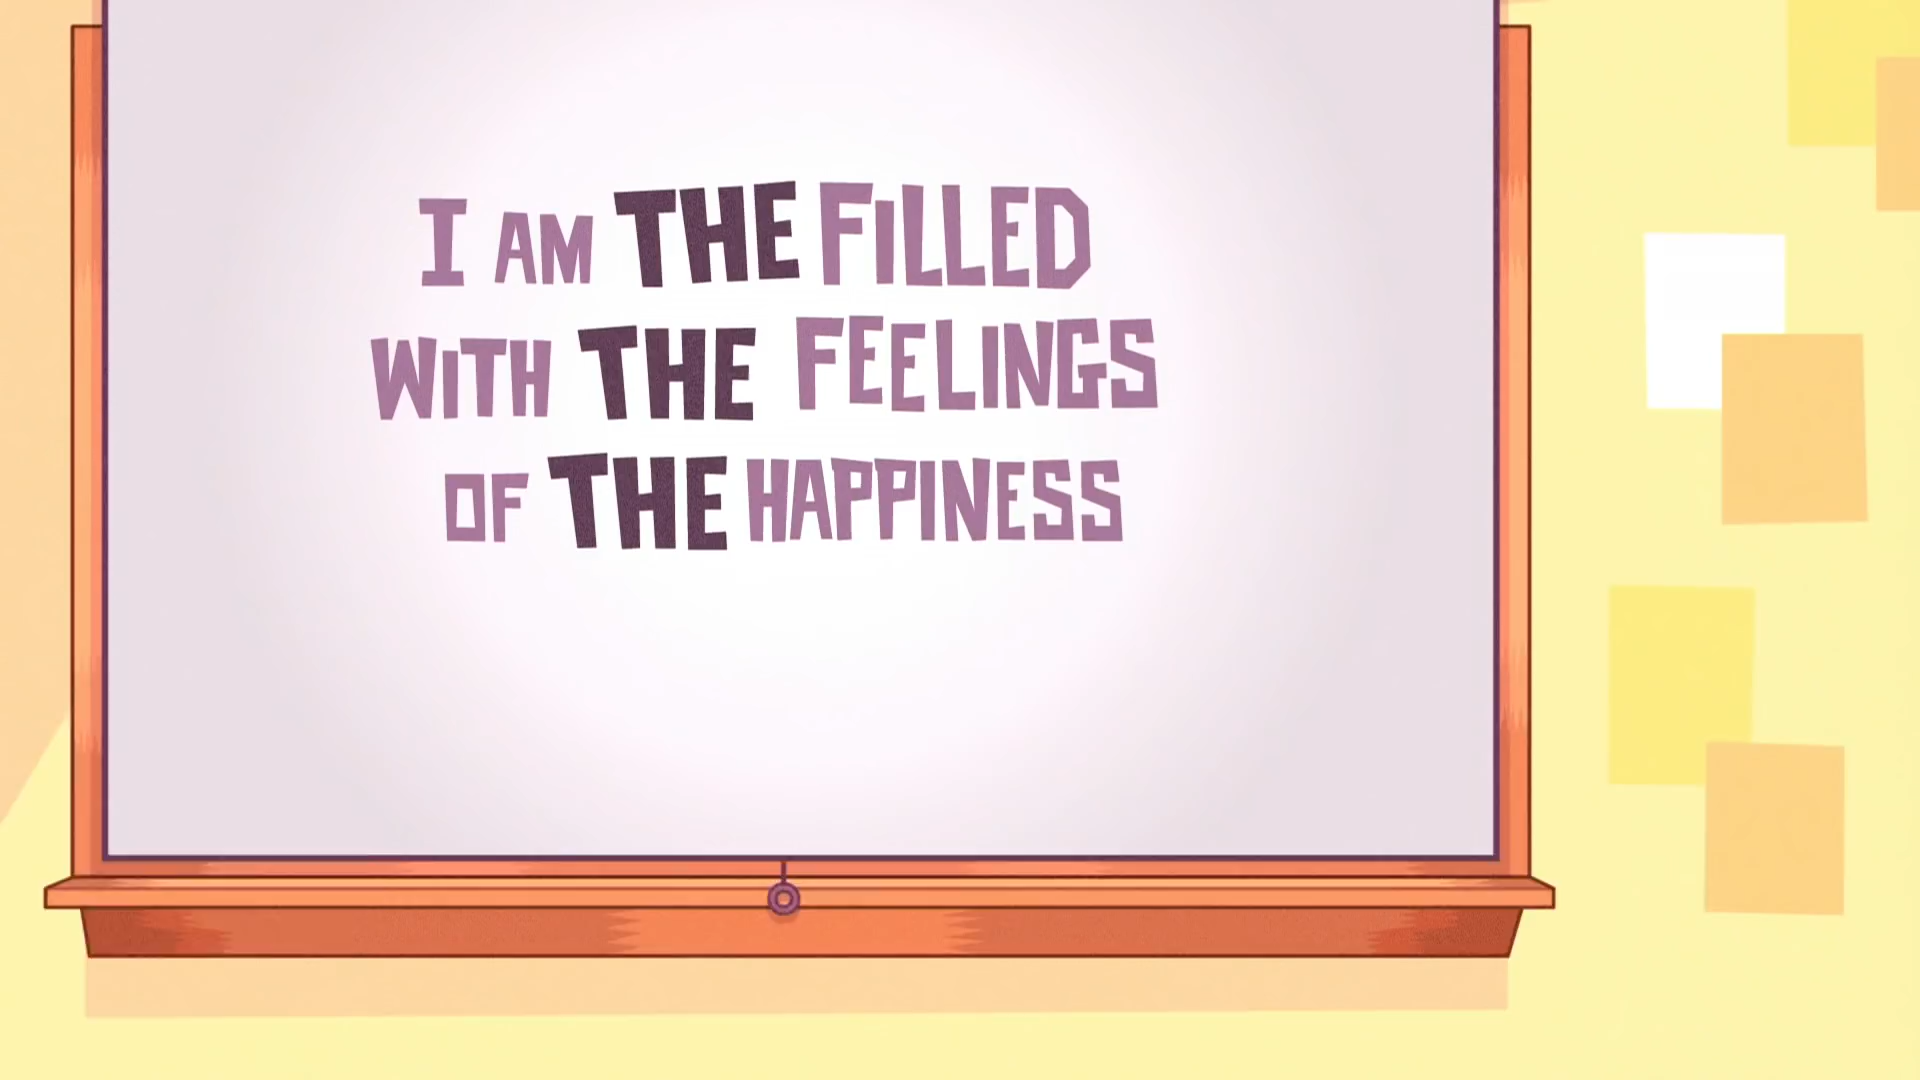 I AM THE FILLED
WITH THE FEELINGS
OF THE HAPPINESS